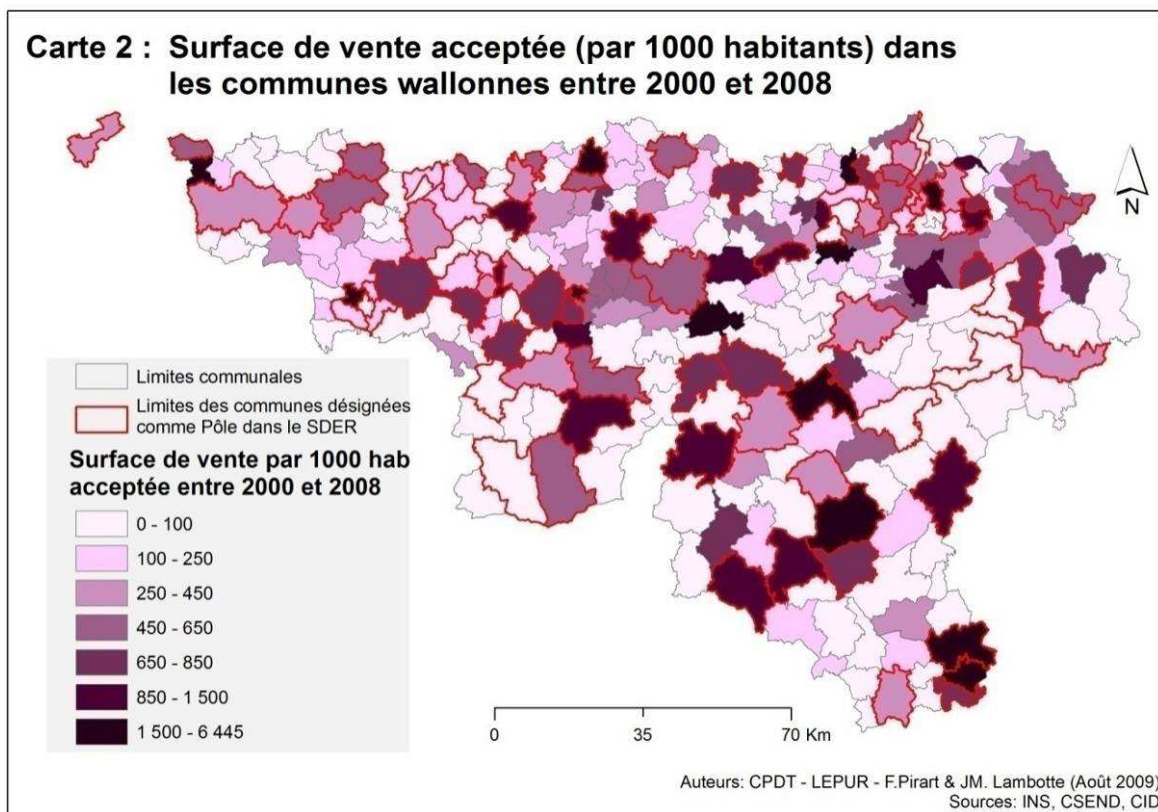 Carte 2 : Surface de vente acceptée (par 1000 habitants) dans
les communes wallonnes entre 2000 et 2008
N
Limites communales
Limites des communes désignées
comme Pôle dans le SDER
Surface de vente par 1000 hab
acceptée entre 2000 et 2008
0 - 100
100 - 250
250 - 450
450 - 650
650 - 850
850 - 1 500
1 500 - 6 445
0 35 70 Km
Auteurs: CPDT - LEPUR - F.Pirart & JM. Lambotte (Août 2009)
Sources: INS, CSEND, CID